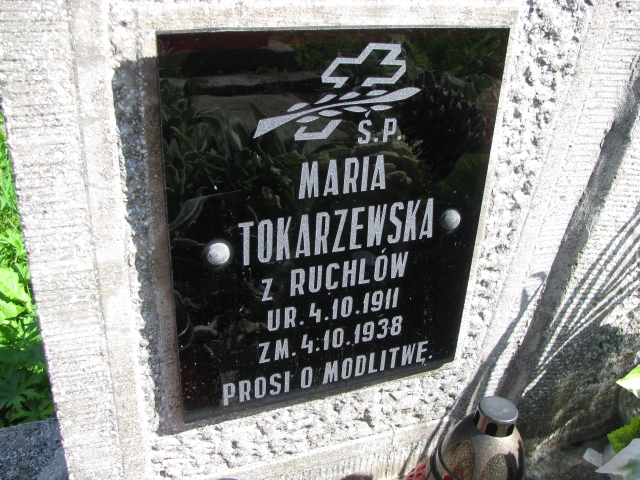 Ś.P.
MARIA
TOKARZEWSKA
Z RUCHLÓW
UR. 4.10.1911
ZM. 4.10.1938
PROSI O MODLITWĘ.